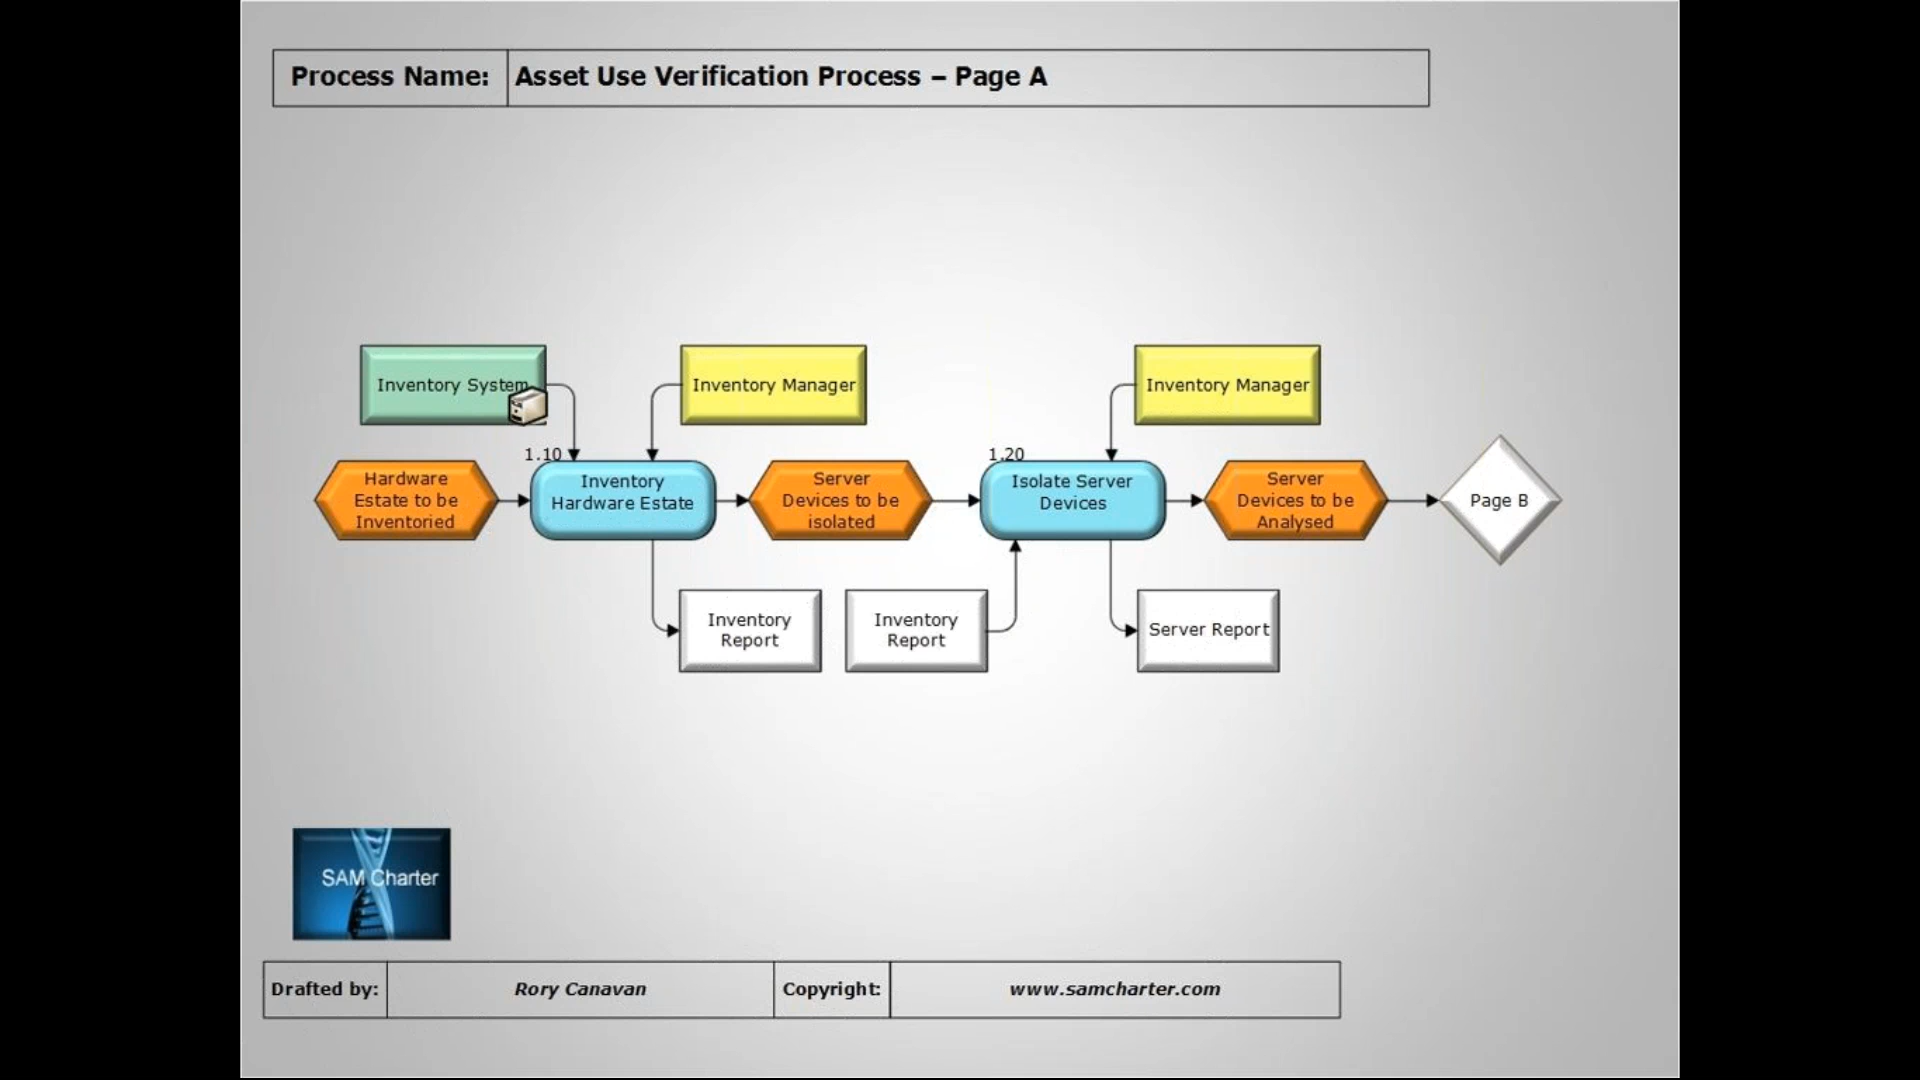 Process Name: Asset Use Verification Process – Page A
Inventory System
Inventory Manager
Inventory Manager
1.10
1.20
Hardware
Estate to be
Inventoried
Inventory
Hardware Estate
Server
Devices to be
isolated
Isolate Server
Devices
Server
Devices to be
Analysed
Page B
Inventory
Report
Inventory
Report
Server Report
SAM Charter
Drafted by: Rory Canavan Copyright: www.samcharter.com